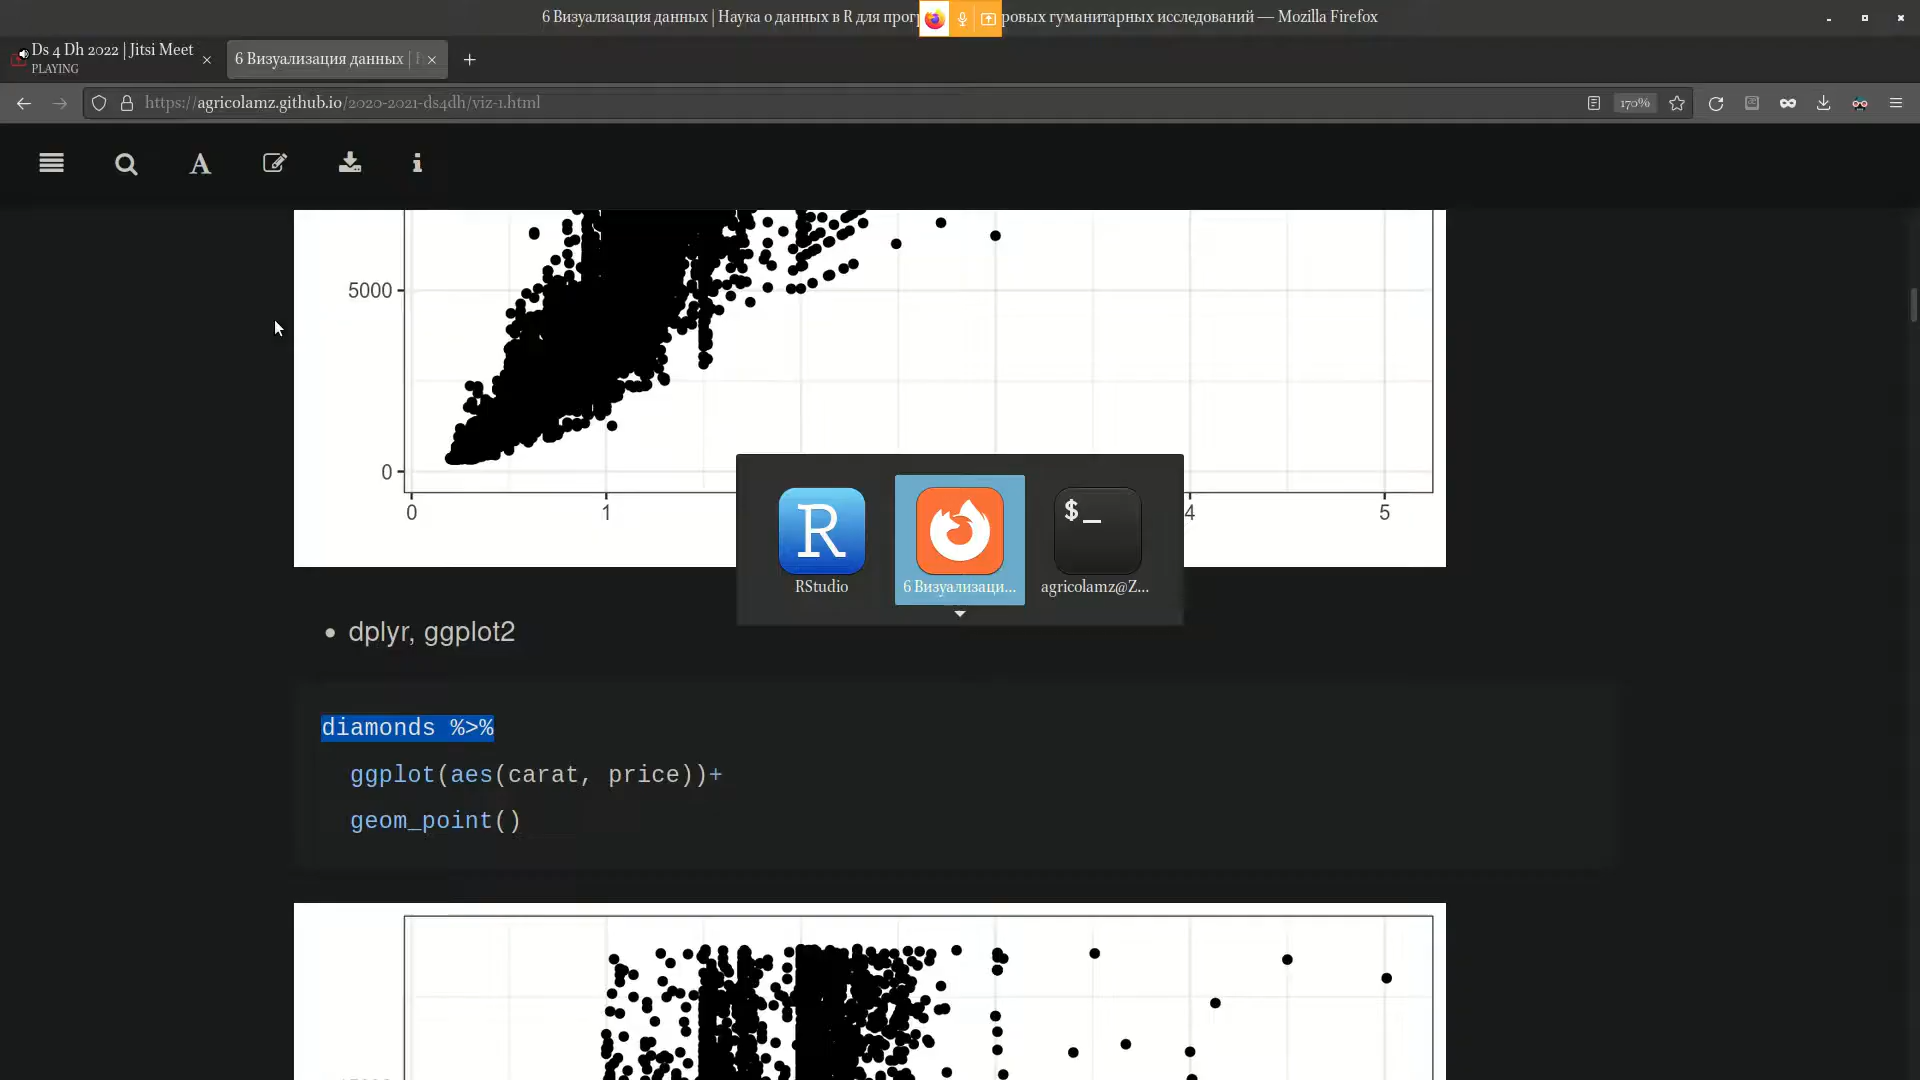 6 Визуализация данных | Наука о данных в R для прог
ровых гуманитарных исследований — Mozilla Firefox
Ds 4 Dh 2022 | Jitsi Meet
PLAYING
6 Визуализация данных |
https://agricolamz.github.io/2020-2021-ds4dh/viz-1.html
170%
A
5000
0
0
1
4
5
R
$_
RStudio
6 Визуализаци...
agricolamz@Z...
dplyr, ggplot2
diamonds %>%
ggplot(aes(carat, price))+
geom_point()